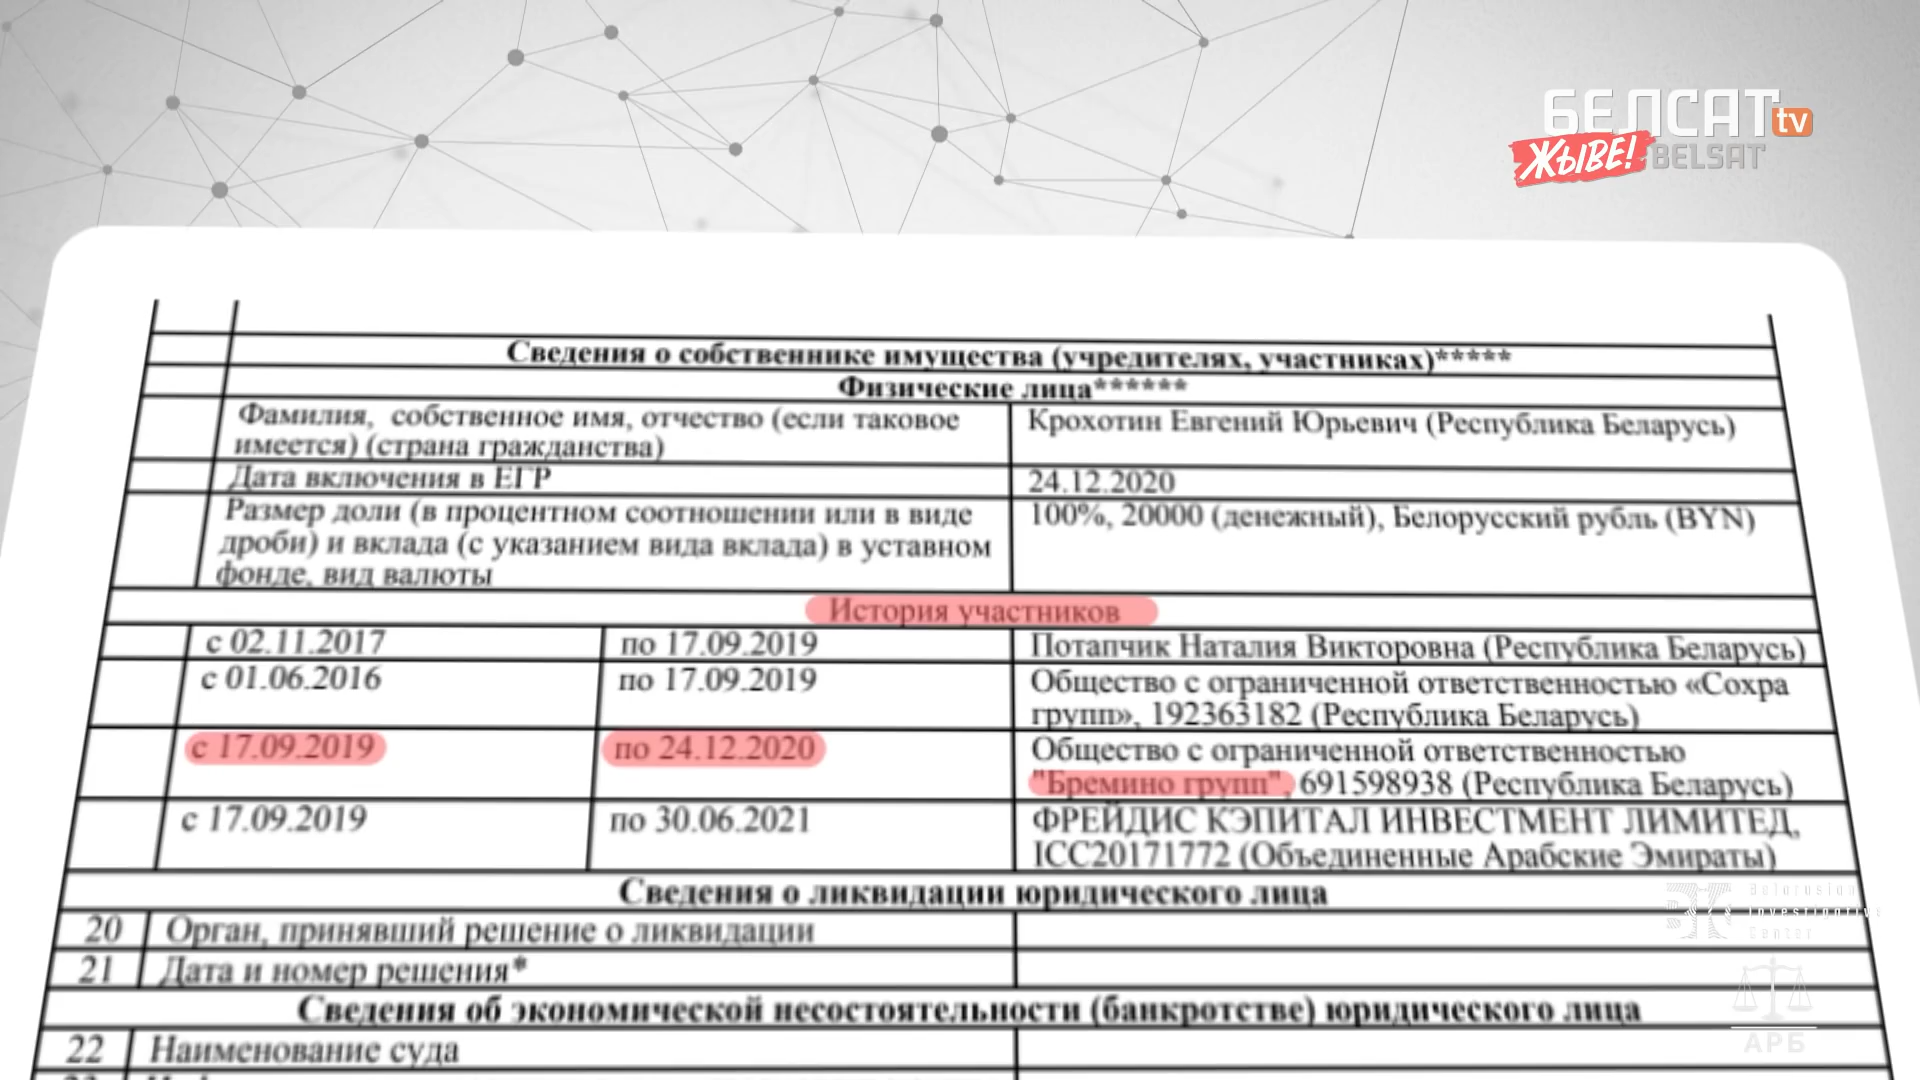 БЕЛСАТ tv
ЖЫВЕ! BELSAT
Сведения о собственнике имущества (учредителях, участниках)*****
Физические лица******
Фамилия, собственное имя, отчество (если таковое
имеется) (страна гражданства)
Крохотин Евгений Юрьевич (Республика Беларусь)
Дата включения в ЕГР
24.12.2020
Размер доли (в процентном соотношении или в виде
дроби) и вклада (с указанием вида вклада) в уставном
фонде, вид валюты
100%, 20000 (денежный), Белорусский рубль (BYN)
История участников
с 02.11.2017
по 17.09.2019
Потапчик Наталия Викторовна (Республика Беларусь)
с 01.06.2016
по 17.09.2019
Общество с ограниченной ответственностью «Сохра
групп», 192363182 (Республика Беларусь)
с 17.09.2019
по 24.12.2020
Общество с ограниченной ответственностью
"Бремино групп", 691598938 (Республика Беларусь)
с 17.09.2019
по 30.06.2021
ФРЕЙДИС КЭПИТАЛ ИНВЕСТМЕНТ ЛИМИТЕД,
ICC20171772 (Объединенные Арабские Эмираты)
Сведения о ликвидации юридического лица
20 Орган, принявший решение о ликвидации
21 Дата и номер решения*
Сведения об экономической несостоятельности (банкротстве) юридического лица
22 Наименование суда
Belarusian
Investigative
Center
АРБ